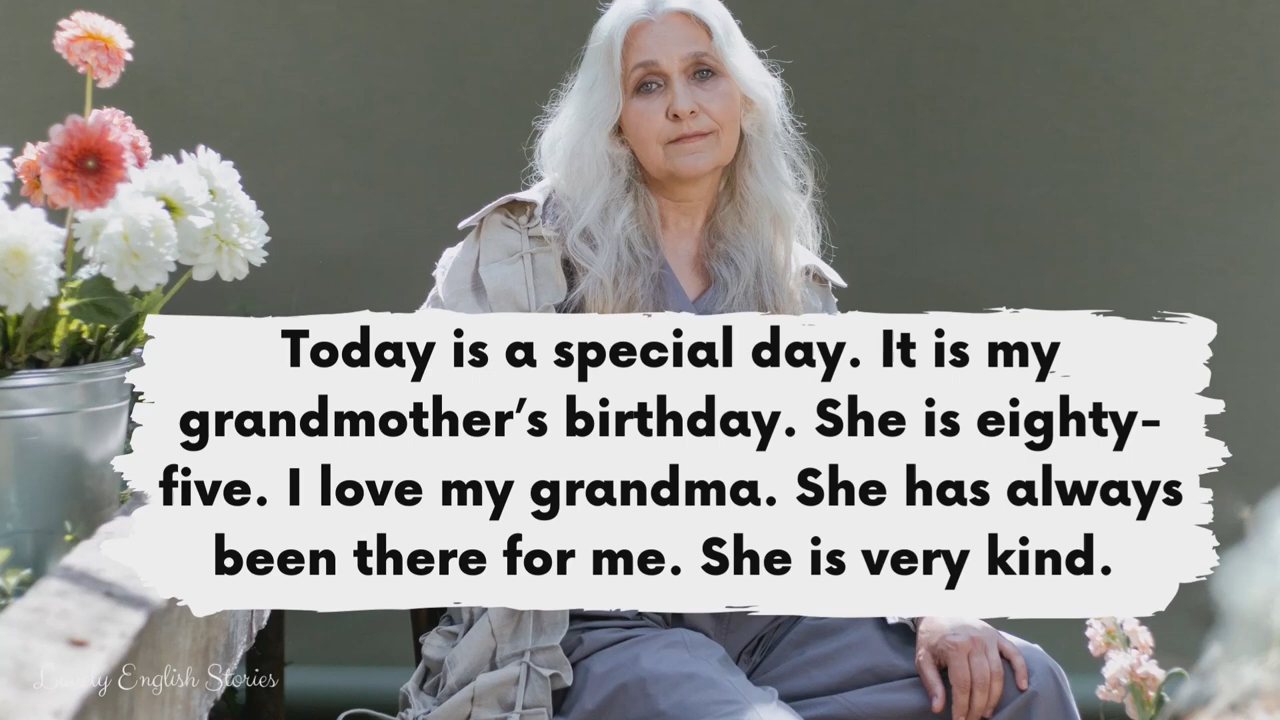 Today is a special day. It is my
grandmother’s birthday. She is eighty-
five. I love my grandma. She has always
been there for me. She is very kind.
Lovely English Stories